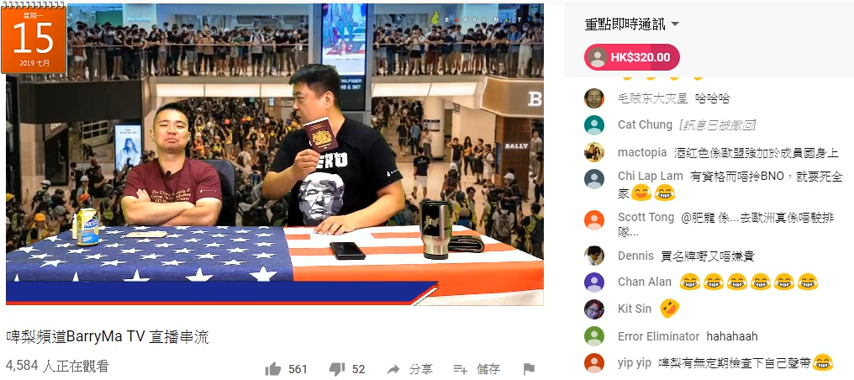 星期一
15
2019 七月
BARRYMATV
BALLY
啤梨頻道BarryMa TV 直播串流
4,584 人正在觀看
561
52
分享
儲存
重點即時通訊
HK$320.00
毛贼东大灾星 哈哈哈
Cat Chung [訊息已被撤回]
mactopia 酒红色係歐盟強加於成員國身上
Chi Lap Lam 有資格而唔拎BNO，就要死全
家😋😂
Scott Tong @肥龍 係...去歐洲真係唔駛排
隊...
Dennis 買名牌嘢又唔嫌貴
Chan Alan 😂😂😂😂😂😂
Kit Sin 🤣
Error Eliminator hahahaah
yip yip 啤梨有無定期檢查下自己聲帶😂